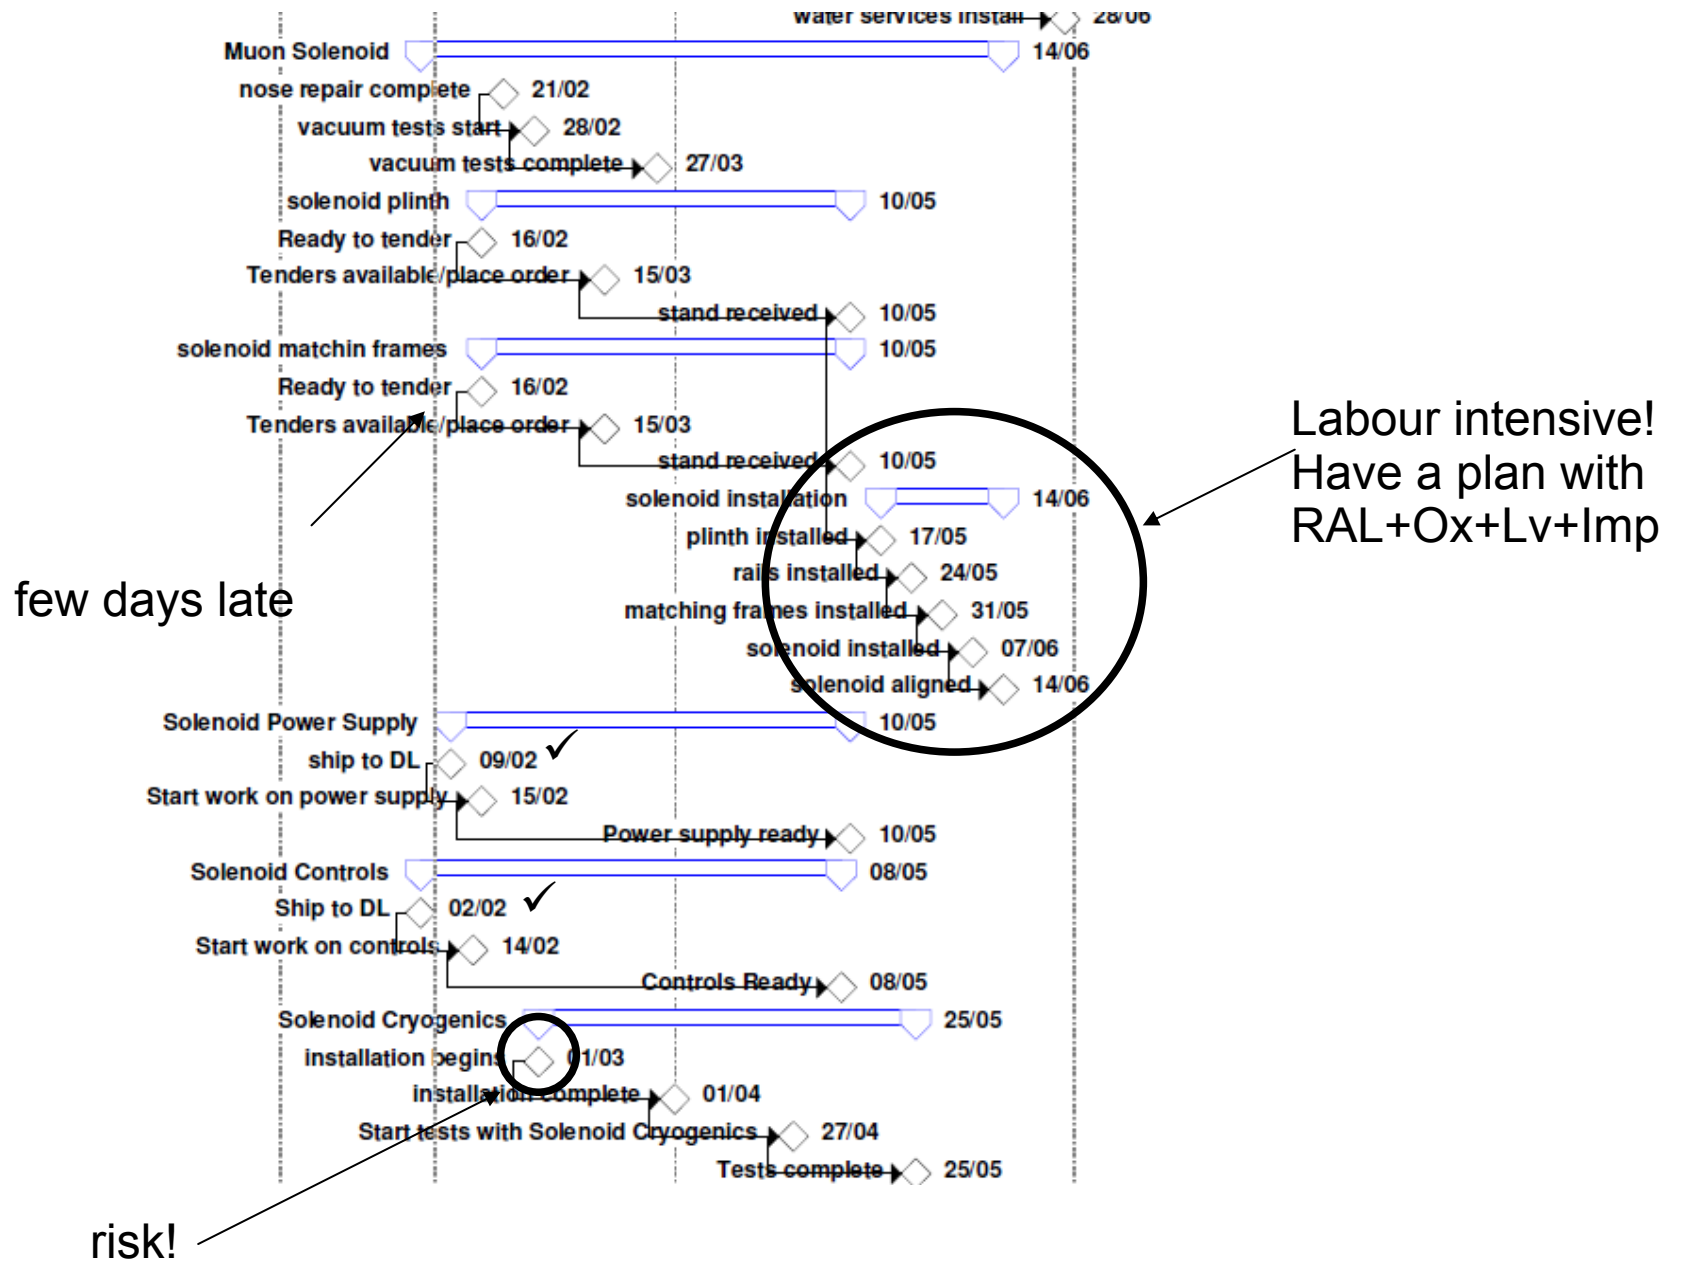 water services install 28/06
Muon Solenoid 14/06
nose repair complete 21/02
vacuum tests start 28/02
vacuum tests complete 27/03
solenoid plinth 10/05
Ready to tender 16/02
Tenders available/place order 15/03
stand received 10/05
solenoid matchin frames 10/05
Ready to tender 16/02
Tenders available/place order 15/03
stand received 10/05
solenoid installation 14/06
plinth installed 17/05
rails installed 24/05
matching frames installed 31/05
solenoid installed 07/06
solenoid aligned 14/06
Solenoid Power Supply 10/05
ship to DL 09/02 ✓
Start work on power supply 15/02
Power supply ready 10/05
Solenoid Controls 08/05
Ship to DL 02/02 ✓
Start work on controls 14/02
Controls Ready 08/05
Solenoid Cryogenics 25/05
installation begins 01/03
installation complete 01/04
Start tests with Solenoid Cryogenics 27/04
Tests complete 25/05
few days late
Labour intensive!
Have a plan with
RAL+Ox+Lv+Imp
risk!